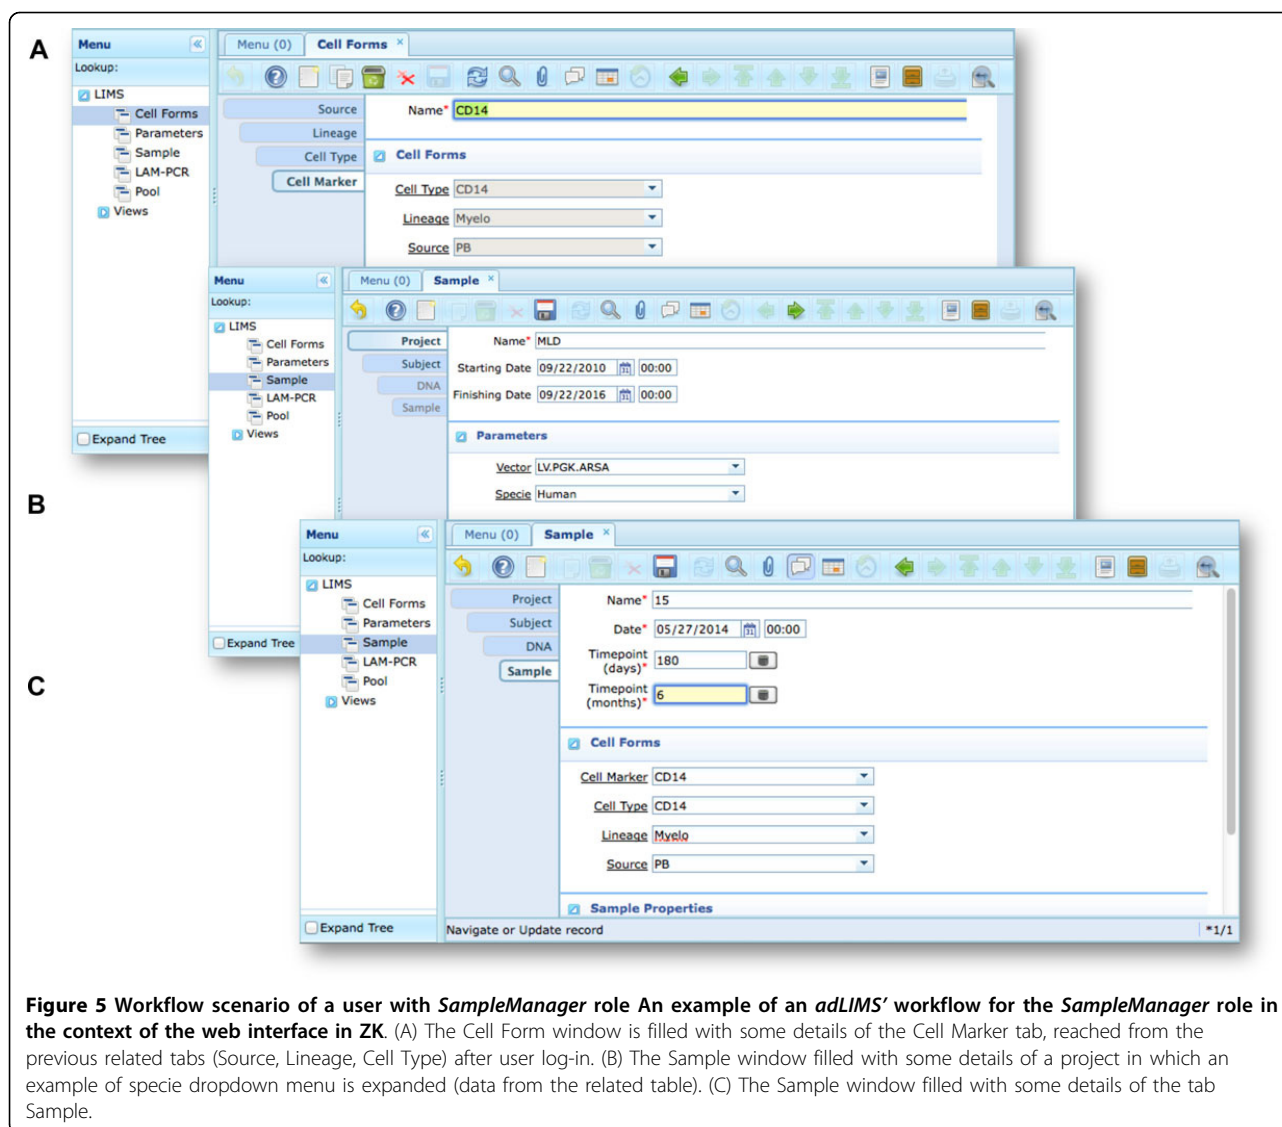 A
Menu
Lookup:
LIMS
Cell Forms
Parameters
Sample
LAM-PCR
Pool
Views
Expand Tree
Menu (0) Cell Forms ×
Source
Lineage
Cell Type
Cell Marker
Name* CD14
Cell Forms
Cell Type CD14
Lineage Myelo
Source PB
B
Menu
Lookup:
LIMS
Cell Forms
Parameters
Sample
LAM-PCR
Pool
Views
Expand Tree
Menu (0) Sample ×
Project
Subject
DNA
Sample
Name* MLD
Starting Date 09/22/2010 31 00:00
Finishing Date 09/22/2016 31 00:00
Parameters
Vector LV.PGK.ARSA
Specie Human
C
Menu
Lookup:
LIMS
Cell Forms
Parameters
Sample
LAM-PCR
Pool
Views
Expand Tree
Menu (0) Sample ×
Project
Subject
DNA
Sample
Name* 15
Date* 05/27/2014 31 00:00
Timepoint
(days)* 180
Timepoint
(months)* 6
Cell Forms
Cell Marker CD14
Cell Type CD14
Lineage Myelo
Source PB
Sample Properties
Navigate or Update record *1/1
Figure 5 Workflow scenario of a user with SampleManager role An example of an adLIMS' workflow for the SampleManager role in
the context of the web interface in ZK. (A) The Cell Form window is filled with some details of the Cell Marker tab, reached from the
previous related tabs (Source, Lineage, Cell Type) after user log-in. (B) The Sample window filled with some details of a project in which an
example of specie dropdown menu is expanded (data from the related table). (C) The Sample window filled with some details of the tab
Sample.